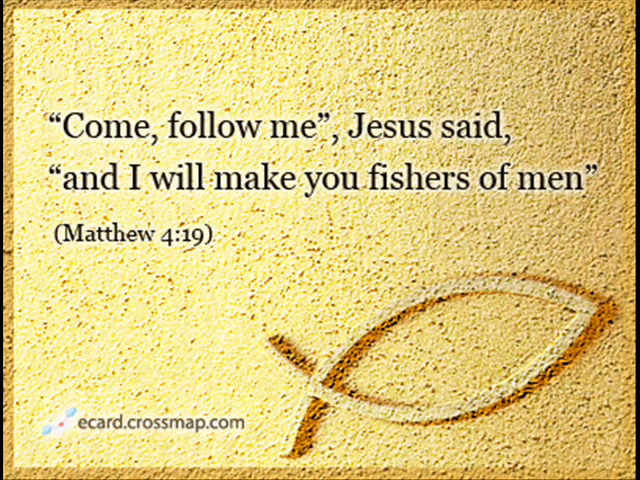 “Come, follow me”, Jesus said,
“and I will make you fishers of men”
(Matthew 4:19)
ecard.crossmap.com